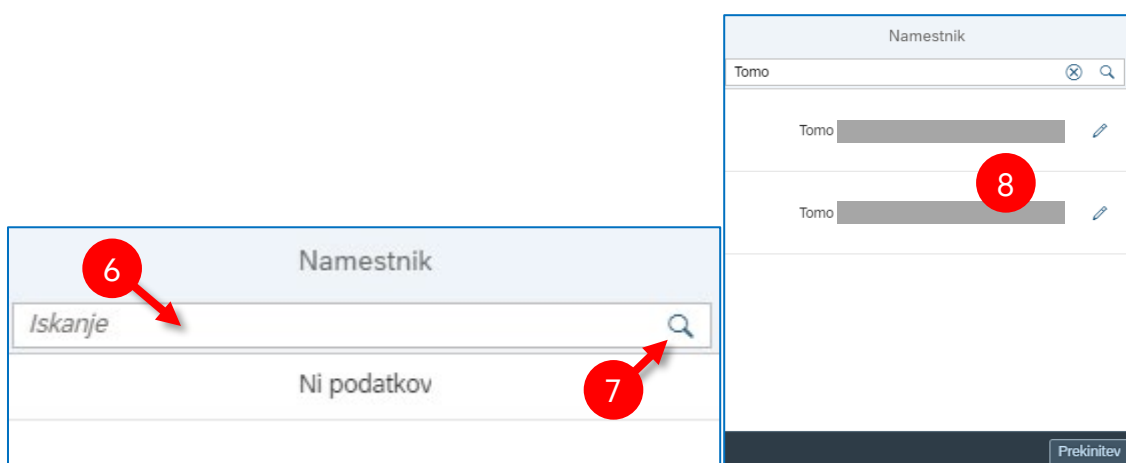 6
Namestnik
Iskanje
Ni podatkov
7
Namestnik
Tomo
Tomo
8
Tomo
Prekinitev